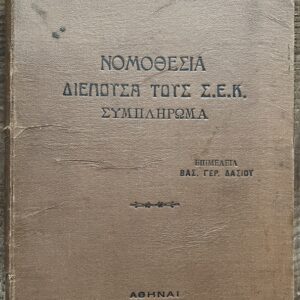 ΝΟΜΟΘΕΣΙΑ
ΔΙΕΠΟΥΣΑ ΤΟΥΣ Σ.Ε.Κ.
ΣΥΜΠΛΗΡΩΜΑ
ΕΠΙΜΕΛΕΙΑ
ΒΑΣ. ΓΕΡ. ΔΑΣΙΟΥ
ΑΘΗΝΑΙ